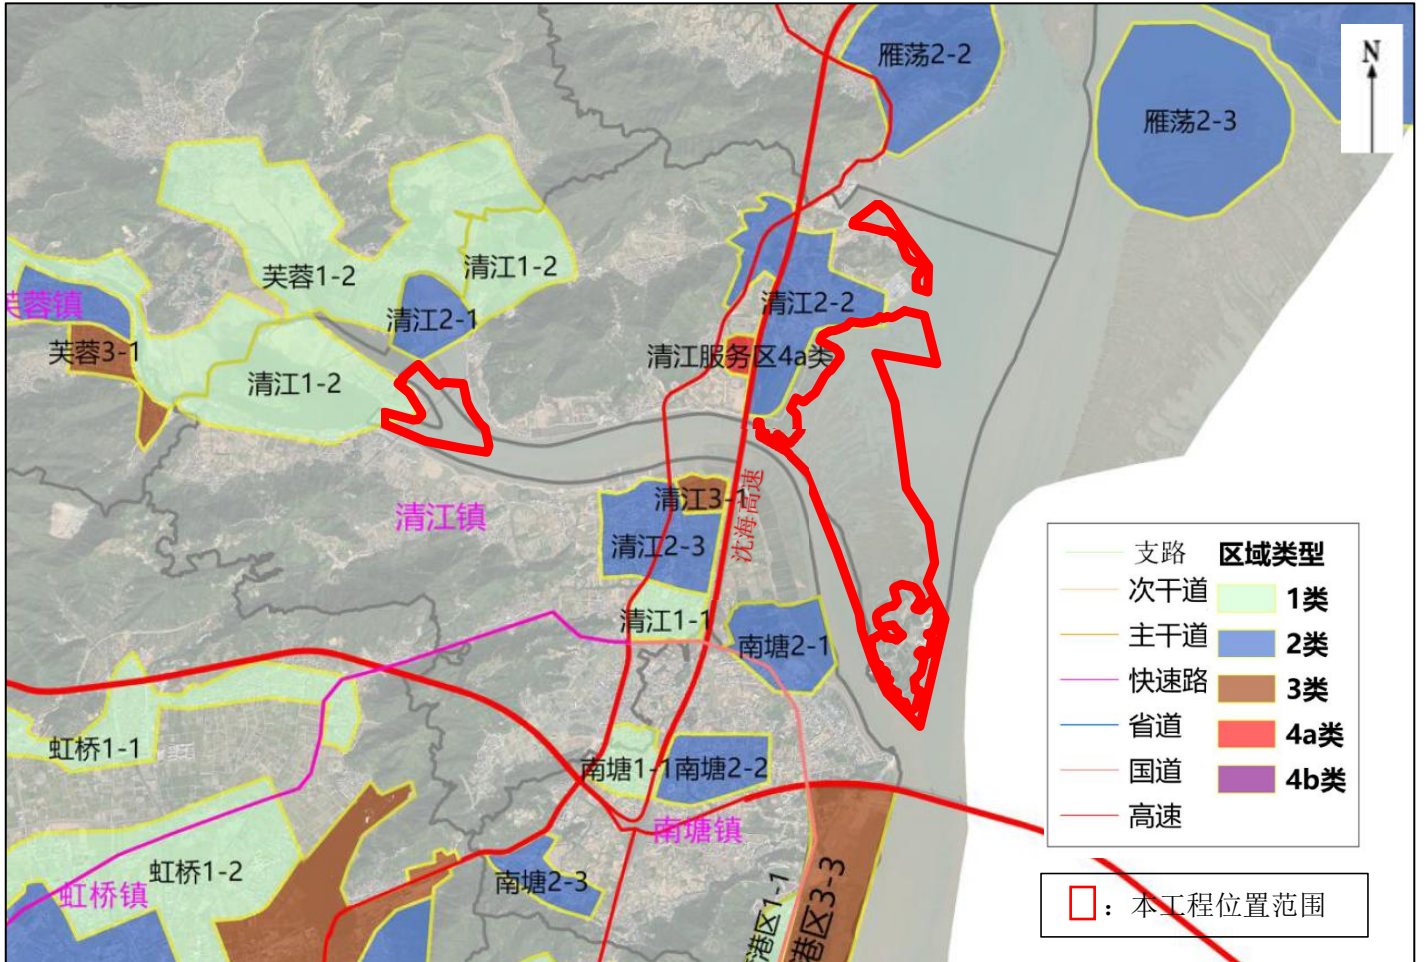 雁荡2-2
N
雁荡2-3
芙蓉1-2
清江1-2
芙蓉镇
清江2-1
清江2-2
芙蓉3-1
清江服务区4a类
清江1-2
清江3-1
清江镇
沈海高速
清江2-3
清江1-1
南塘2-1
虹桥1-1
南塘1-1
南塘2-2
南塘镇
虹桥1-2
南塘2-3
虹桥镇
港区1-1
港区3-3
支路
区域类型
次干道
1类
主干道
2类
快速路
3类
省道
4a类
国道
4b类
高速
：本工程位置范围